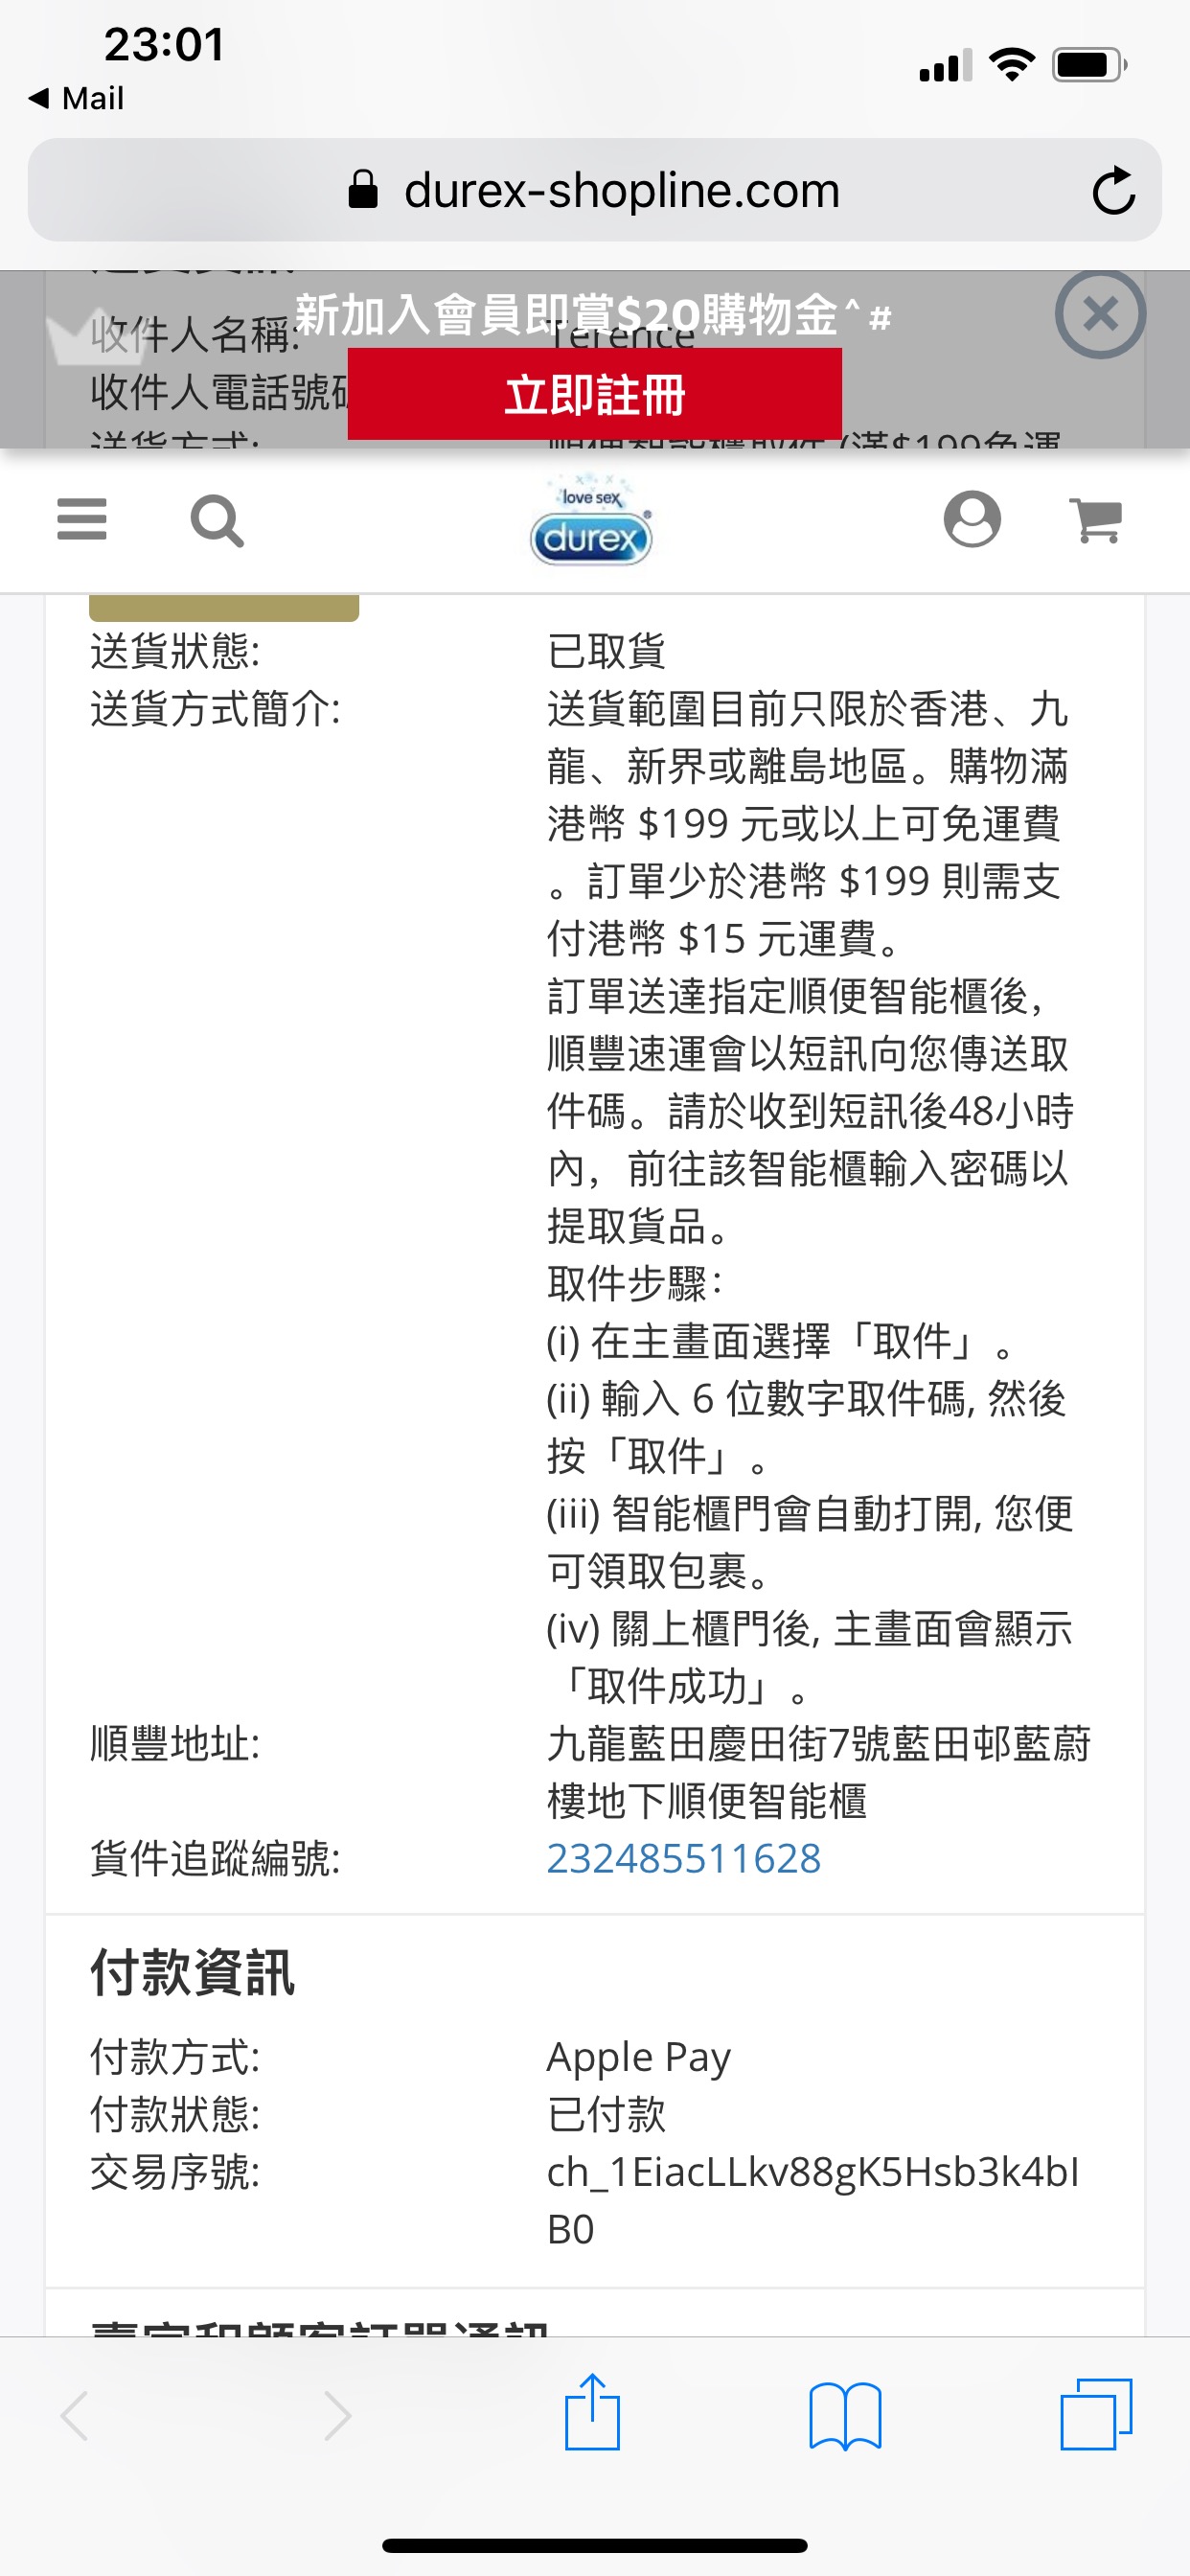 23:01
Mail
durex-shopline.com
新加入會員即賞$20購物金^#
收件人名稱: Terence
立即註冊
收件人電話號
送货方式: (滿$199免運
love sex
durex
送貨狀態: 已取貨
送貨方式簡介: 送貨範圍目前只限於香港、九
龍、新界或離島地區。購物滿
港幣 $199 元或以上可免運費
。訂單少於港幣 $199 則需支
付港幣 $15 元運費。
訂單送達指定順便智能櫃後,
順豐速運會以短訊向您傳送取
件碼。請於收到短訊後48小時
內, 前往該智能櫃輸入密碼以
提取貨品。
取件步驟:
(i) 在主畫面選擇「取件」。
(ii) 輸入 6 位數字取件碼, 然後
按「取件」。
(iii) 智能櫃門會自動打開, 您便
可領取包裹。
(iv) 關上櫃門後, 主畫面會顯示
「取件成功」。
順豐地址: 九龍藍田慶田街7號藍田邨藍蔚
樓地下順便智能櫃
貨件追蹤編號: 232485511628
付款資訊
付款方式: Apple Pay
付款狀態: 已付款
交易序號: ch_1EiacLLkv88gK5Hsb3k4bl
B0